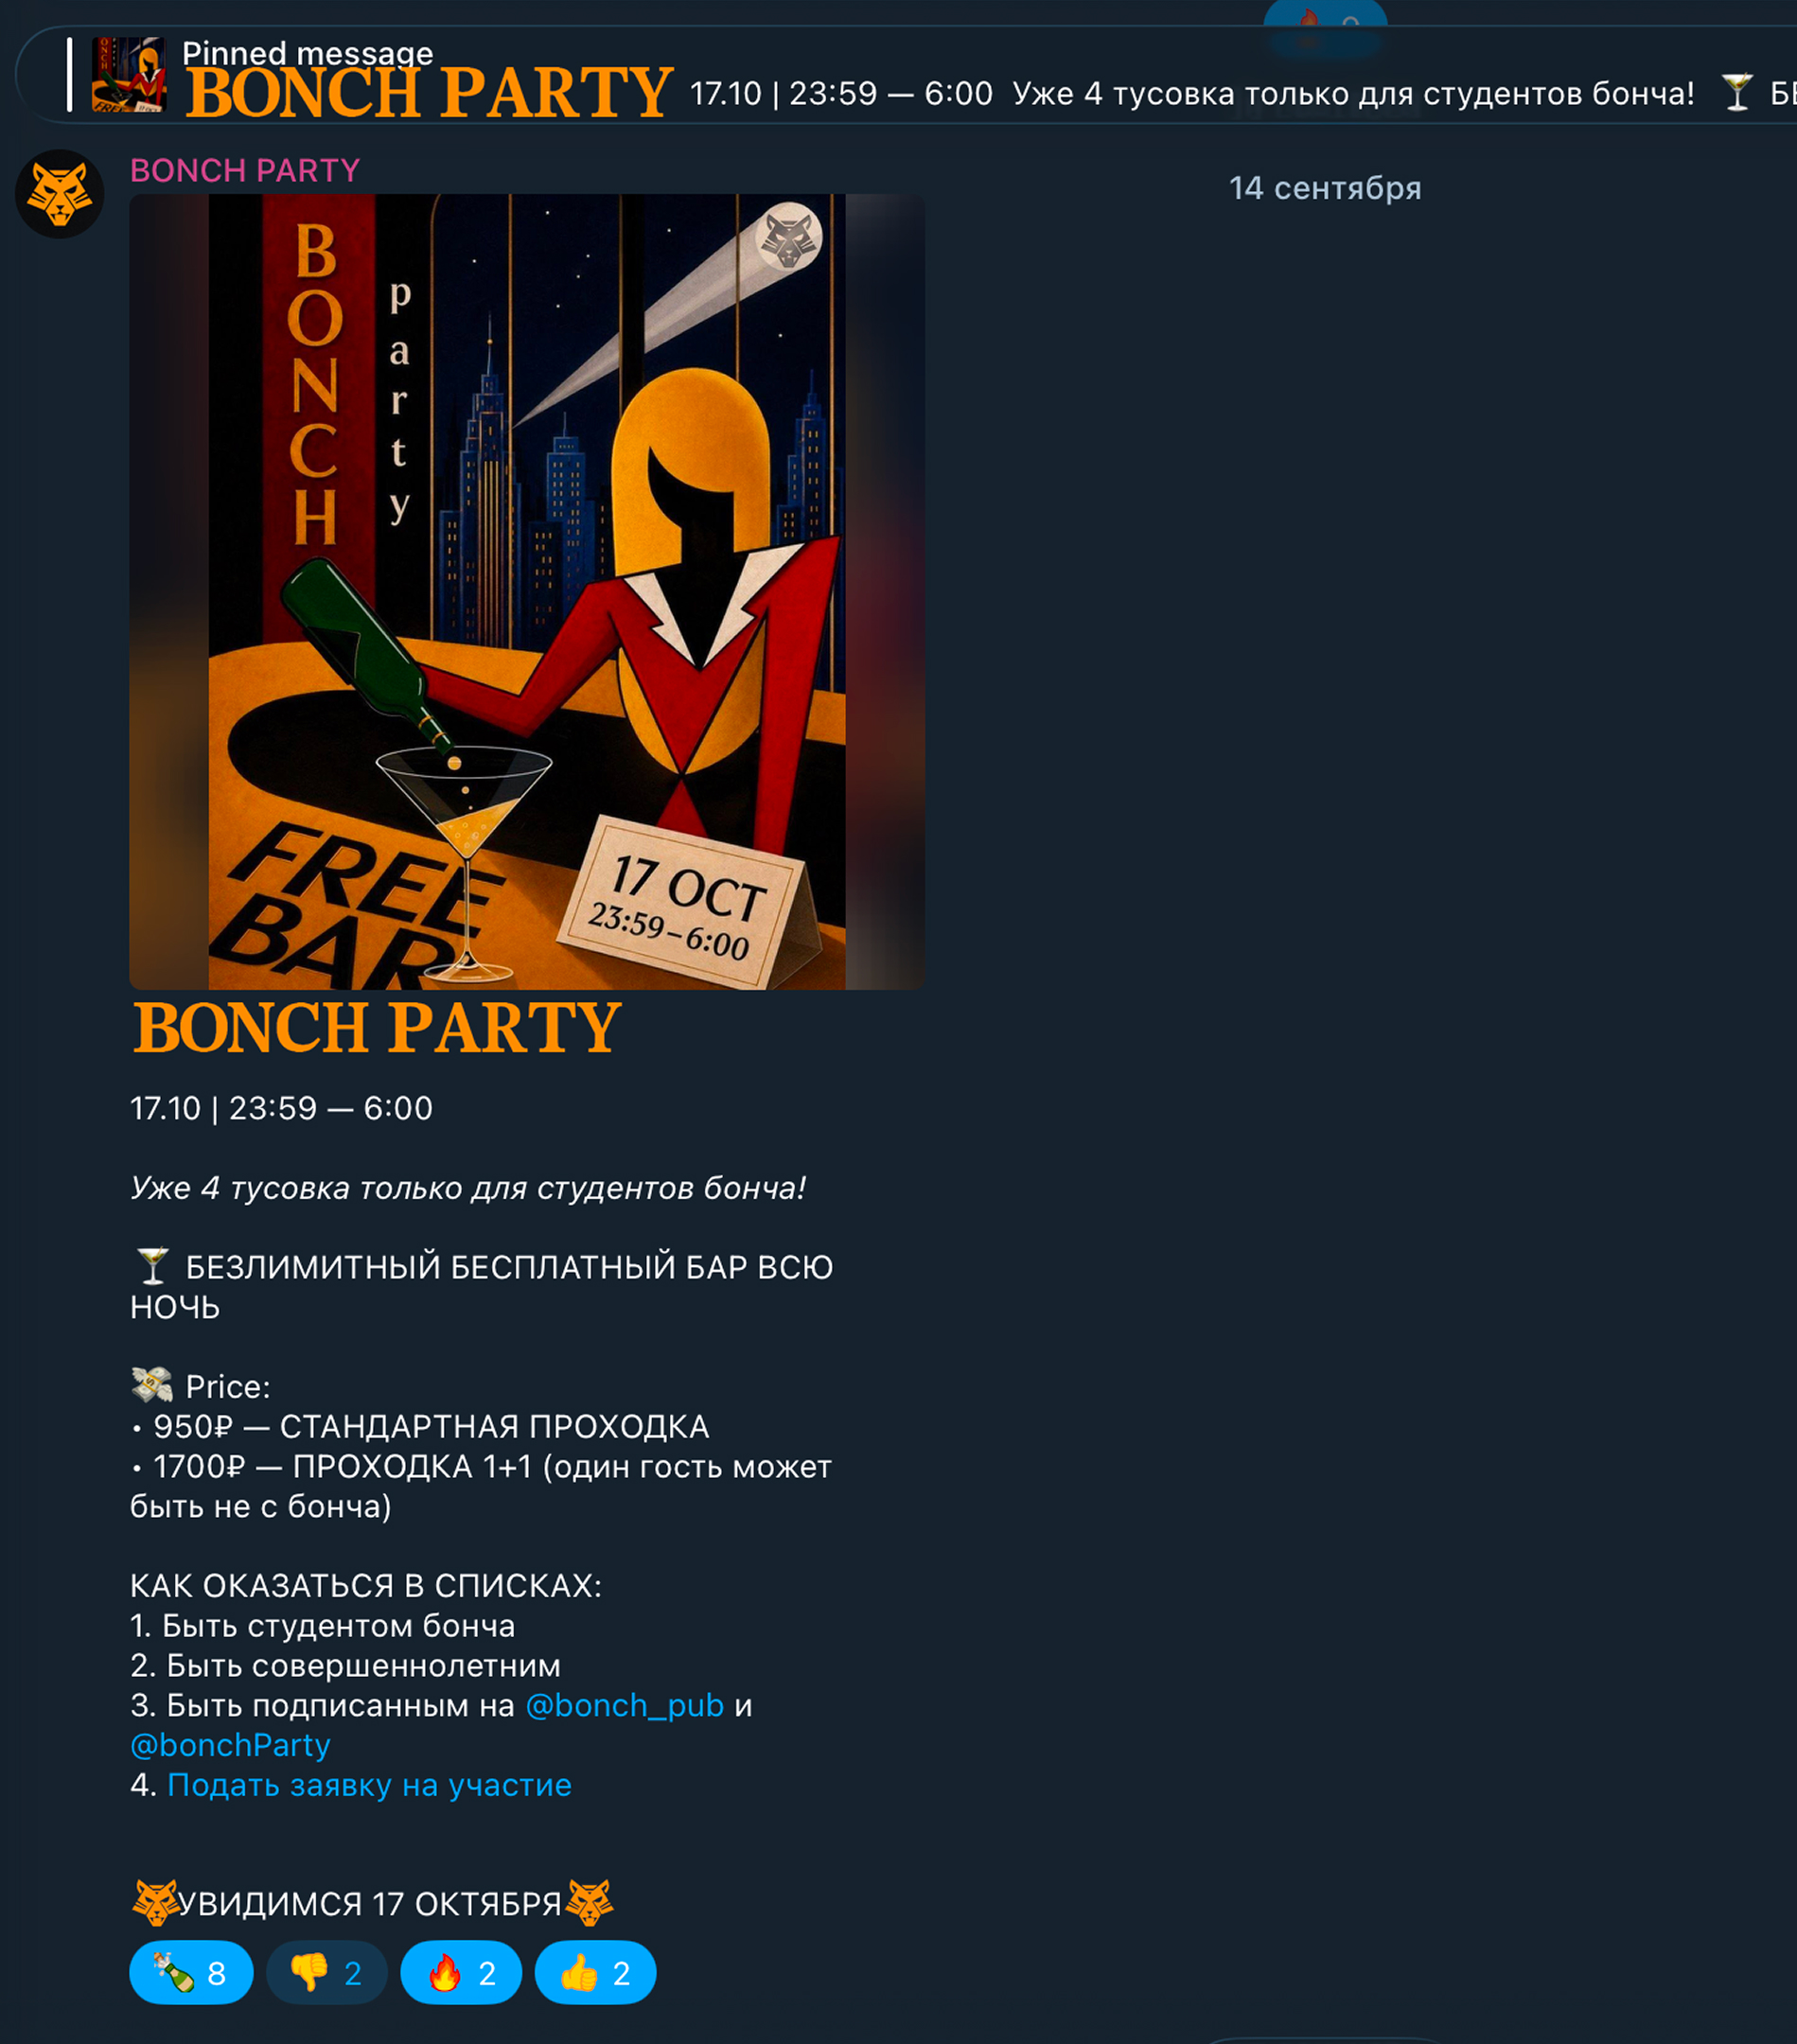 Pinned message
BONCH PARTY 17.10 | 23:59 — 6:00 Уже 4 тусовка только для студентов бонча! 🍸
BONCH PARTY
14 сентября
BONCH
party
FREE
BAR
17 OCT
23:59–6:00
BONCH PARTY
17.10 | 23:59 — 6:00
Уже 4 тусовка только для студентов бонча!
🍸 БЕЗЛИМИТНЫЙ БЕСПЛАТНЫЙ БАР ВСЮ
НОЧЬ
💸 Price:
• 950₽ — СТАНДАРТНАЯ ПРОХОДКА
• 1700₽ — ПРОХОДКА 1+1 (один гость может
быть не с бонча)
КАК ОКАЗАТЬСЯ В СПИСКАХ:
1. Быть студентом бонча
2. Быть совершеннолетним
3. Быть подписанным на @bonch_pub и
@bonchParty
4. Подать заявку на участие
УВИДИМСЯ 17 ОКТЯБРЯ
🍾 8 👎 2 🔥 2 👍 2